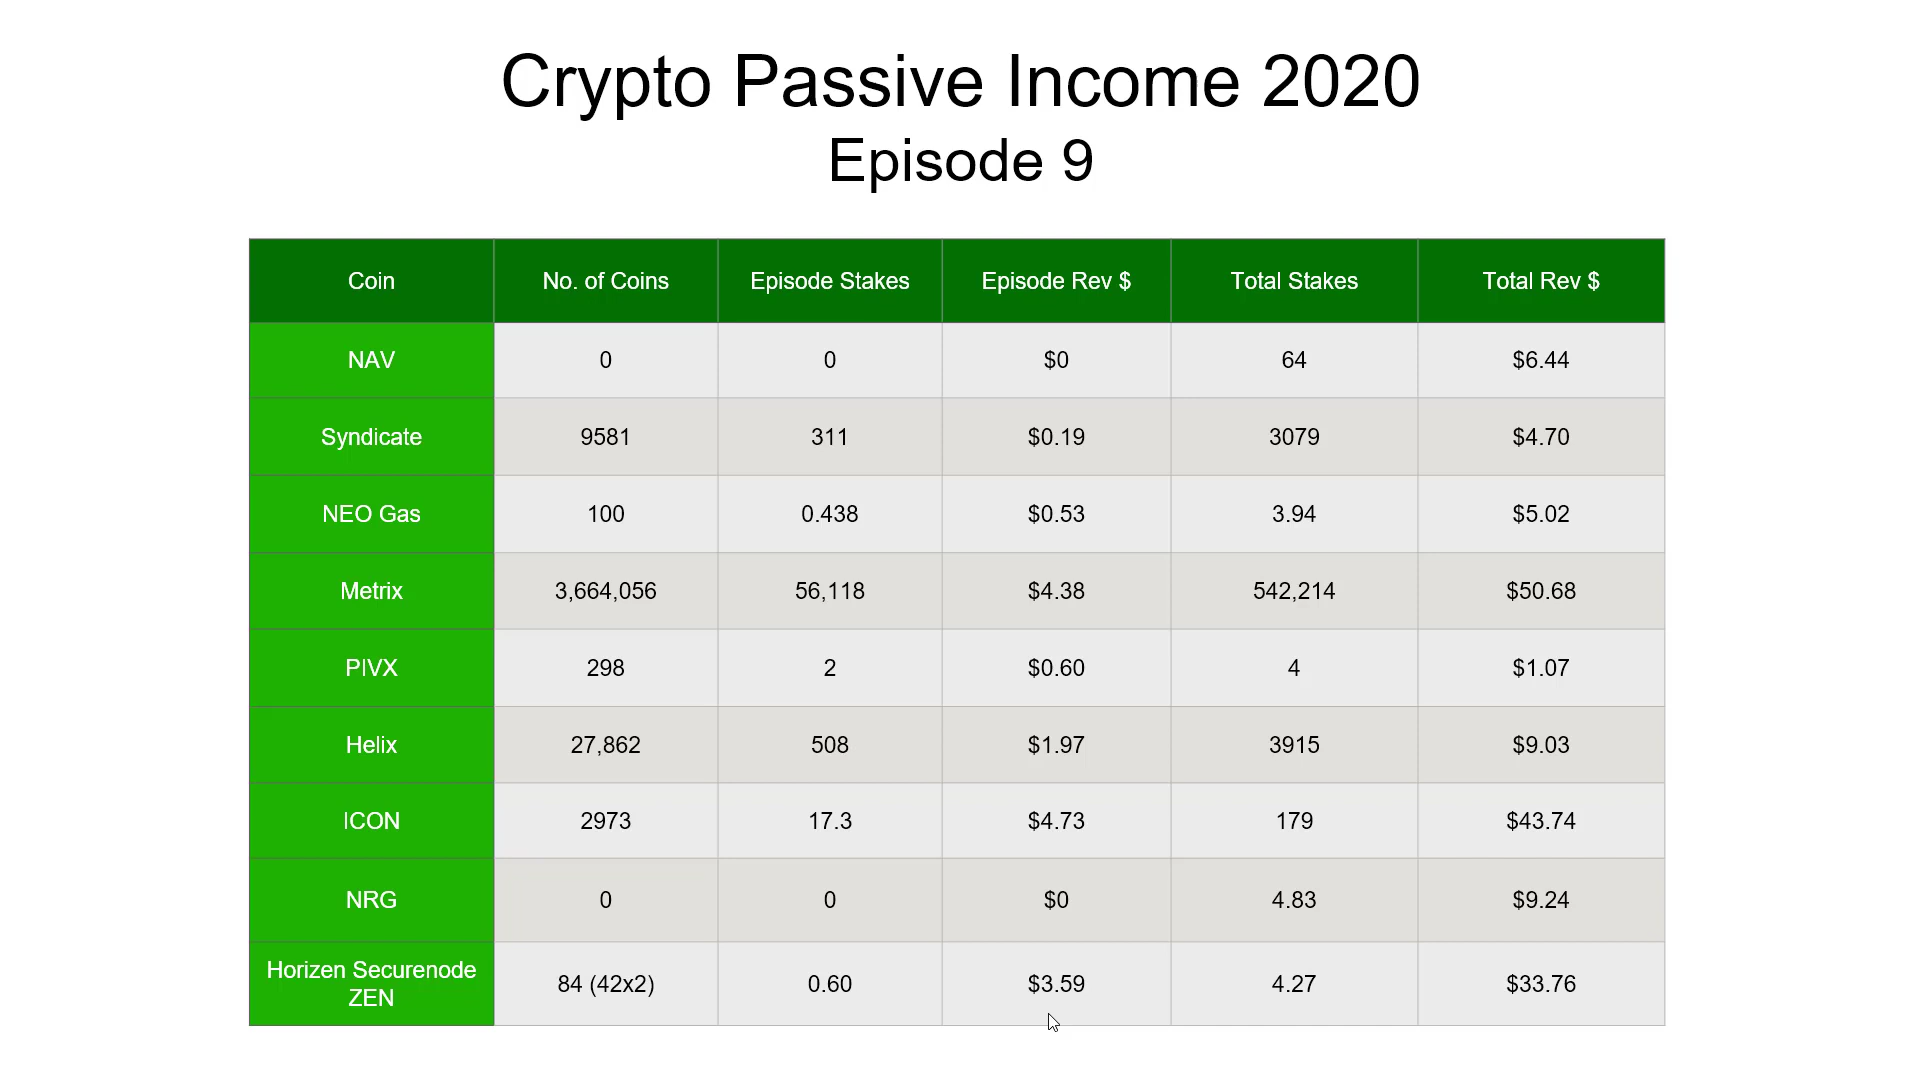 Crypto Passive Income 2020
Episode 9
Coin No. of Coins Episode Stakes Episode Rev $ Total Stakes Total Rev $
NAV 0 0 $0 64 $6.44
Syndicate 9581 311 $0.19 3079 $4.70
NEO Gas 100 0.438 $0.53 3.94 $5.02
Metrix 3,664,056 56,118 $4.38 542,214 $50.68
PIVX 298 2 $0.60 4 $1.07
Helix 27,862 508 $1.97 3915 $9.03
ICON 2973 17.3 $4.73 179 $43.74
NRG 0 0 $0 4.83 $9.24
Horizen Securenode
ZEN 84 (42x2) 0.60 $3.59 4.27 $33.76